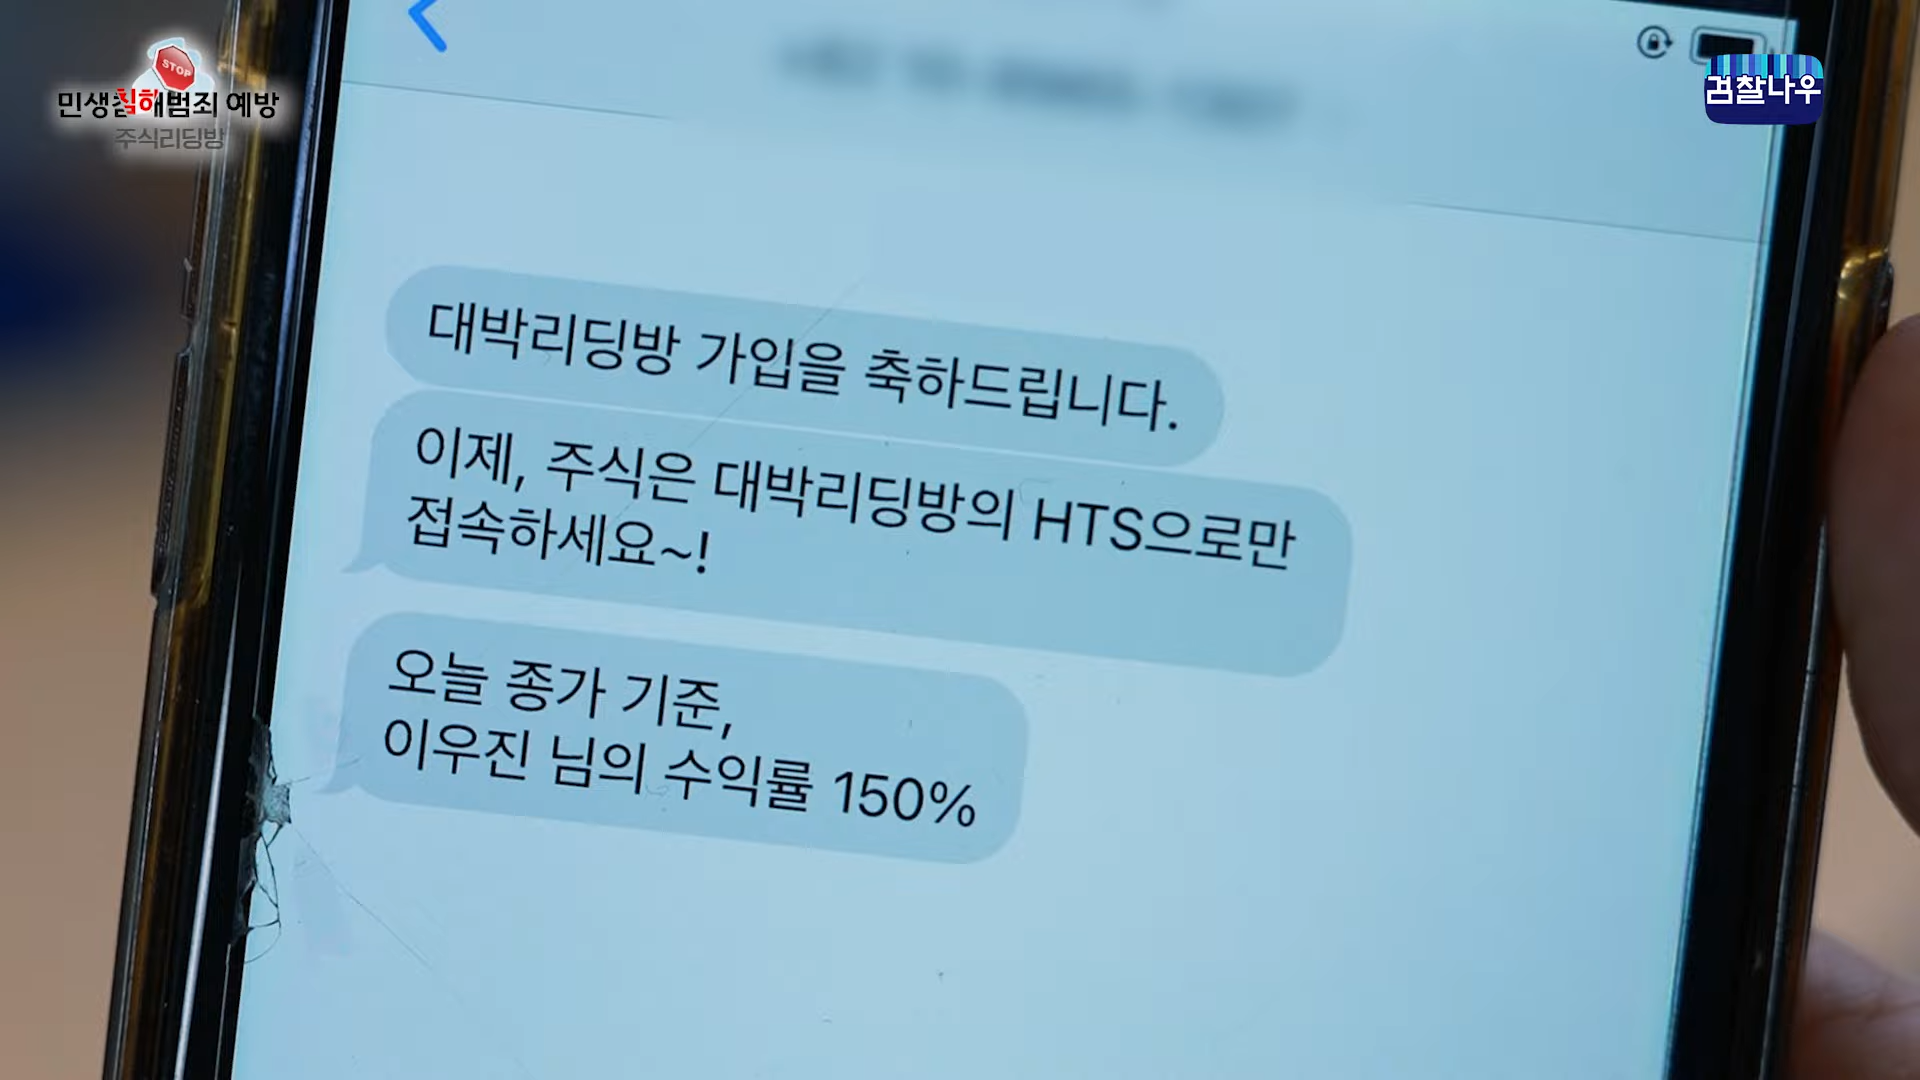 STOP
민생침해범죄 예방
주식리딩방
검찰나우
대박리딩방 가입을 축하드립니다.
이제, 주식은 대박리딩방의 HTS으로만
접속하세요~!
오늘 종가 기준,
이우진 님의 수익률 150%